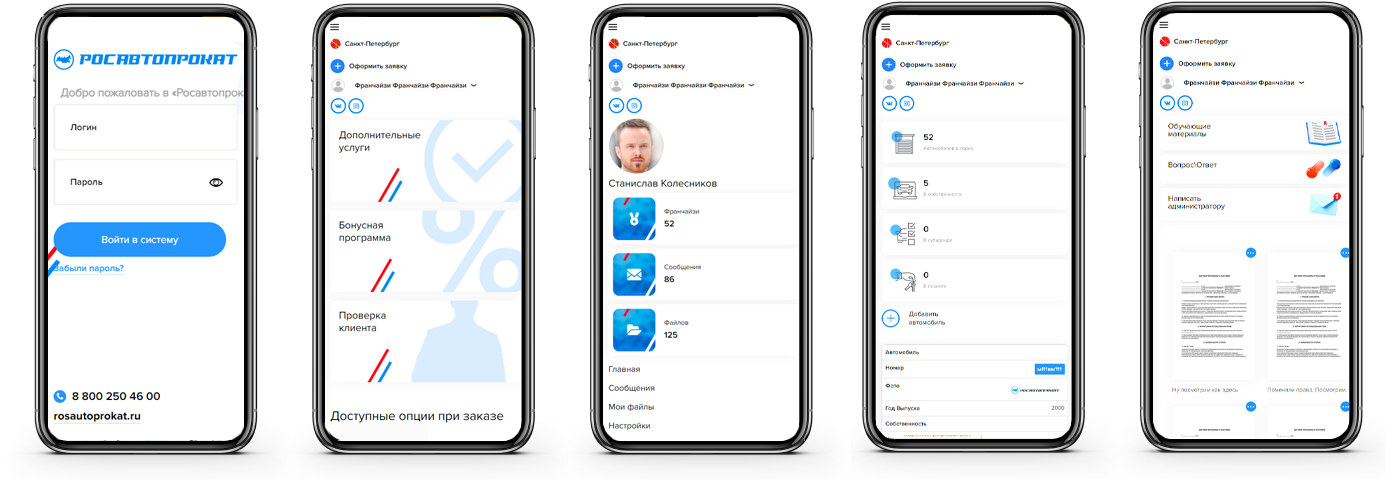 РОСАВТОПРОКАТ
Добро пожаловать в «Росавтопрок
Логин
Пароль
Войти в систему
Забыли пароль?
8 800 250 46 00
rosautoprokat.ru
Санкт-Петербург
Оформить заявку
Франчайзи Франчайзи Франчайзи
Дополнительные
услуги
Бонусная
программа
Проверка
клиента
Доступные опции при заказе
Санкт-Петербург
Оформить заявку
Франчайзи Франчайзи Франчайзи
Станислав Колесников
Франчайзи
52
Сообщения
86
Файлов
125
Главная
Сообщения
Мои файлы
Настройки
Санкт-Петербург
Оформить заявку
Франчайзи Франчайзи Франчайзи
52
Автомобилей в парке
5
В собственности
0
В субаренде
0
Добавить
автомобиль
Автомобиль
Номер
Фото
РОСАВТОПРОКАТ
Год Выпуска 2000
Собственность
Санкт-Петербург
Оформить заявку
Франчайзи Франчайзи Франчайзи
Обучающие
материалы
Вопрос\Ответ
Написать
администратору
1
Ну посмотрим как здесь
Поменяли права. Посмотрим.